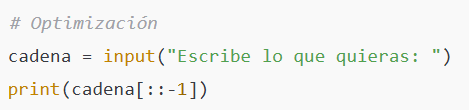 # Optimización
cadena = input("Escribe lo que quieras: ")
print(cadena[::-1])